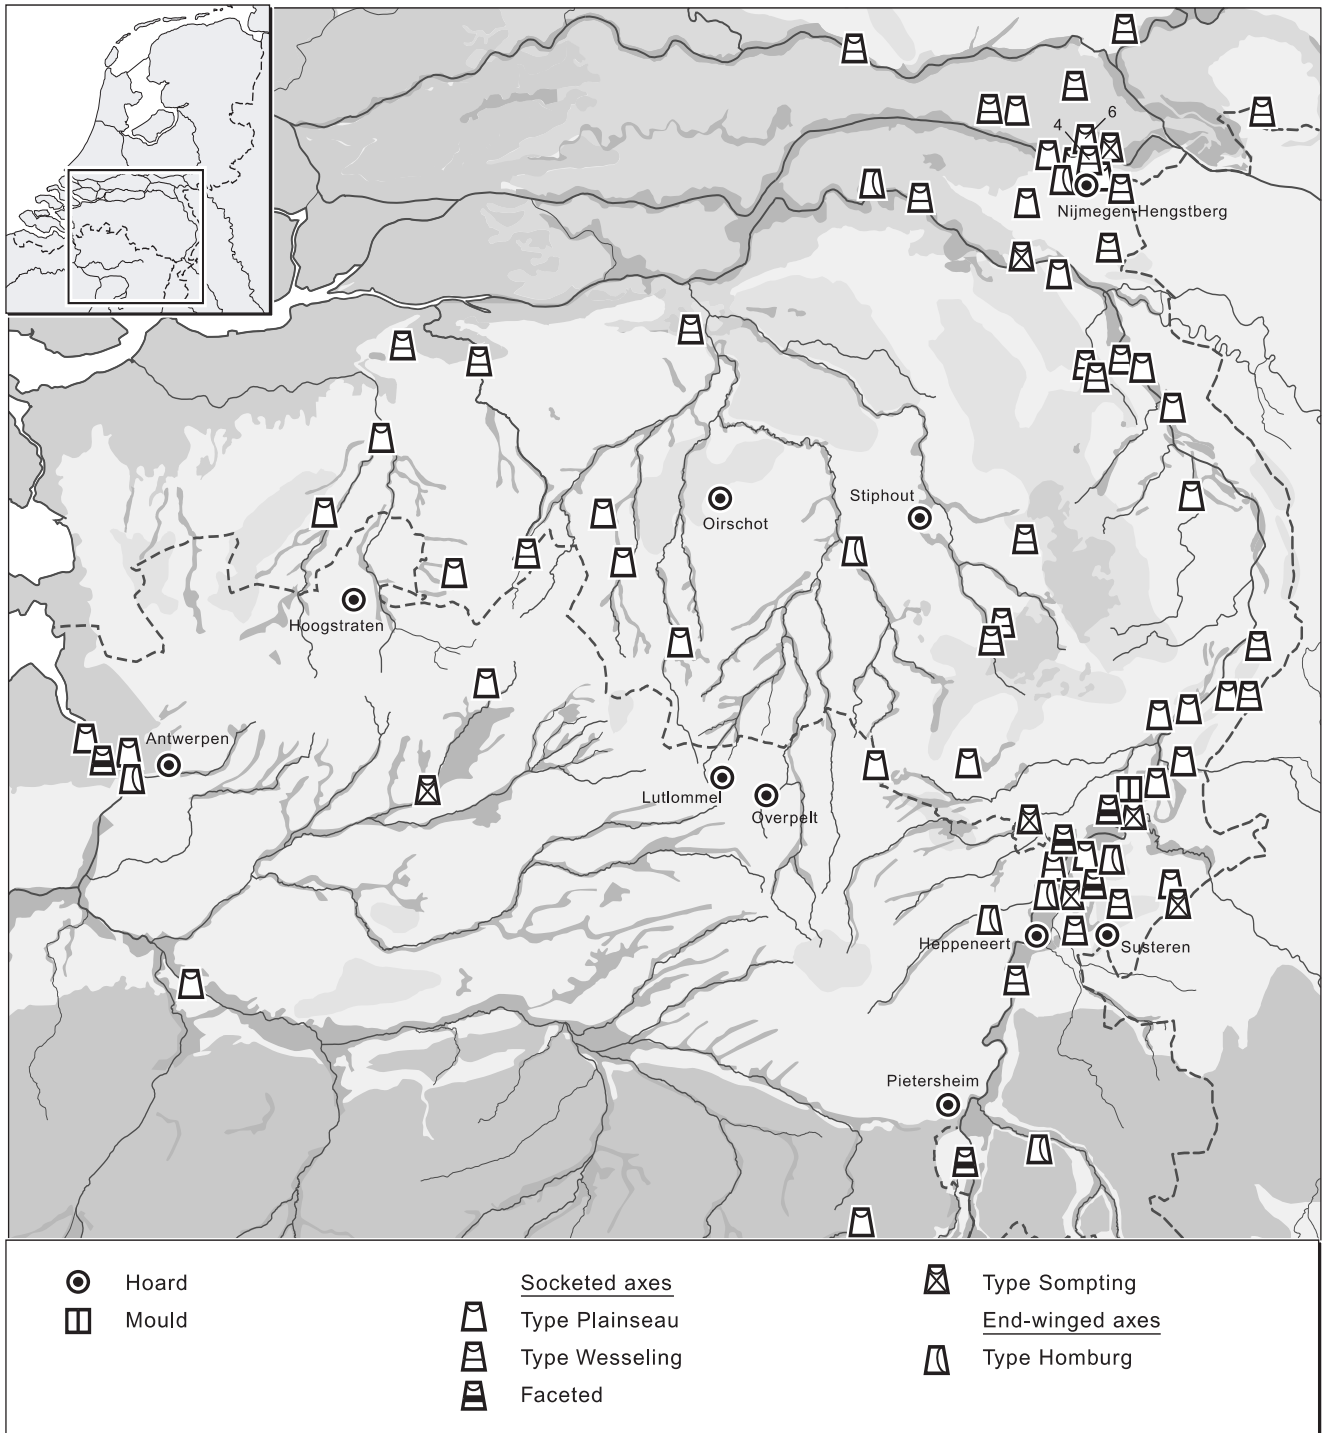 6
4
Nijmegen-Hengstberg
Stiphout
Oirschot
Hoogstraten
Antwerpen
Lutlommel
Overpelt
Heppeneert
Susteren
Pietersheim
Hoard
Mould
Socketed axes
Type Plainseau
Type Wesseling
Faceted
Type Sompting
End-winged axes
Type Homburg